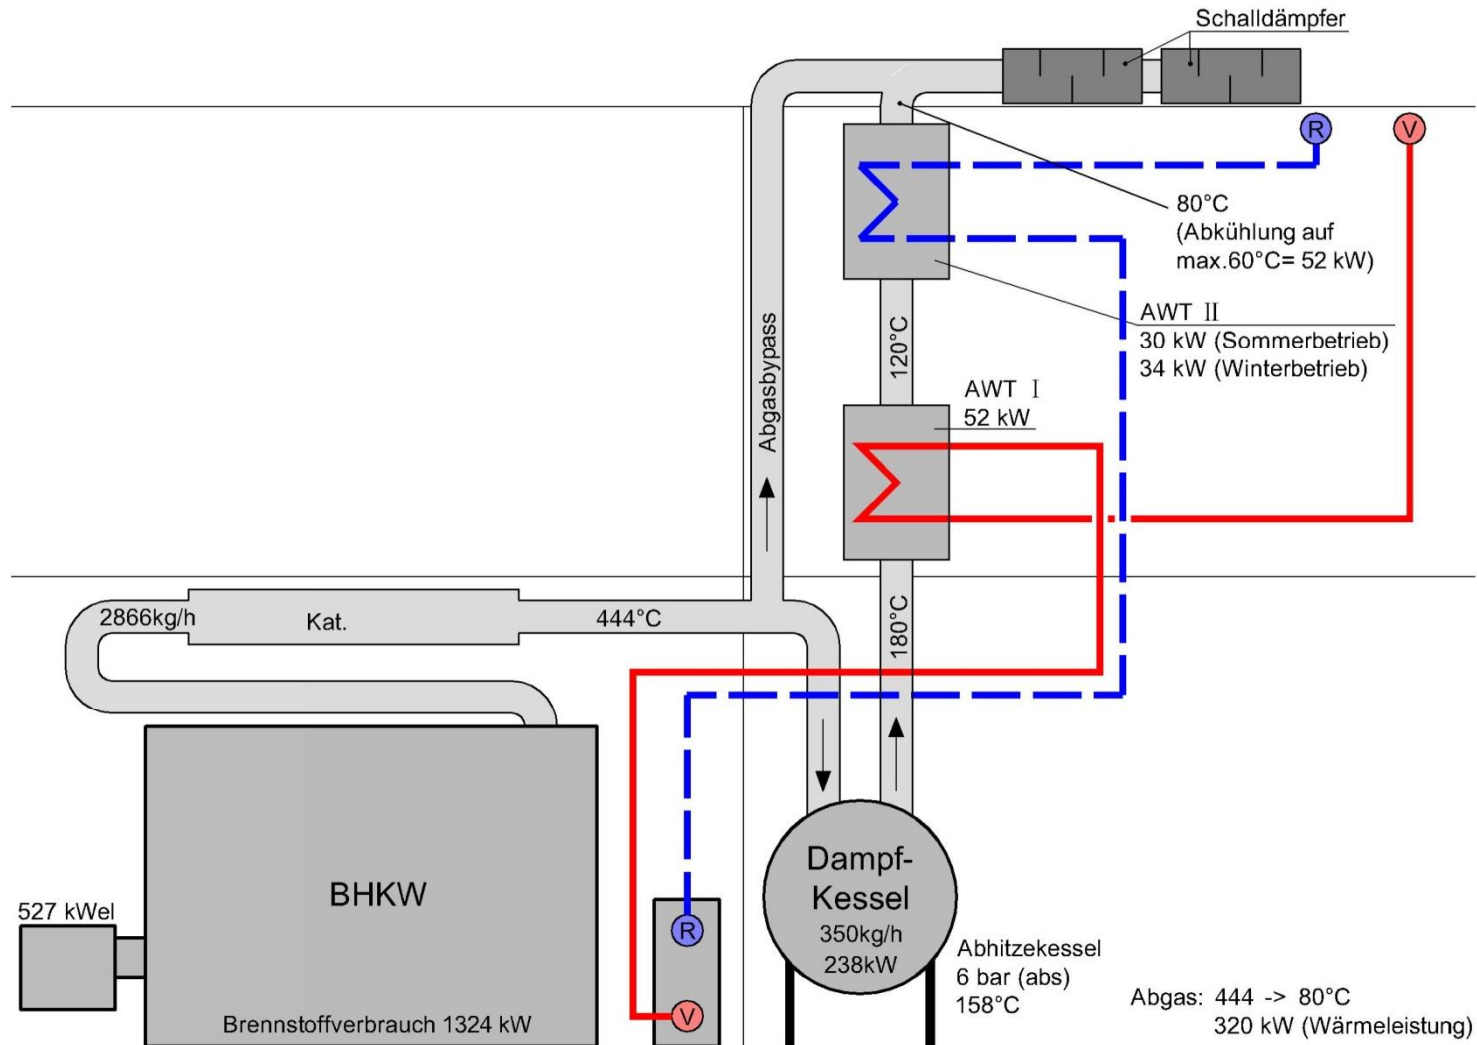 Schalldämpfer
R
V
80°C
(Abkühlung auf
max.60°C= 52 kW)
AWT II
30 kW (Sommerbetrieb)
34 kW (Winterbetrieb)
Abgasbypass
120°C
AWT I
52 kW
2866kg/h
Kat.
444°C
180°C
BHKW
527 kWel
Brennstoffverbrauch 1324 kW
R
V
Dampf-
Kessel
350kg/h
238kW
Abhitzekessel
6 bar (abs)
158°C
Abgas: 444 -> 80°C
320 kW (Wärmeleistung)